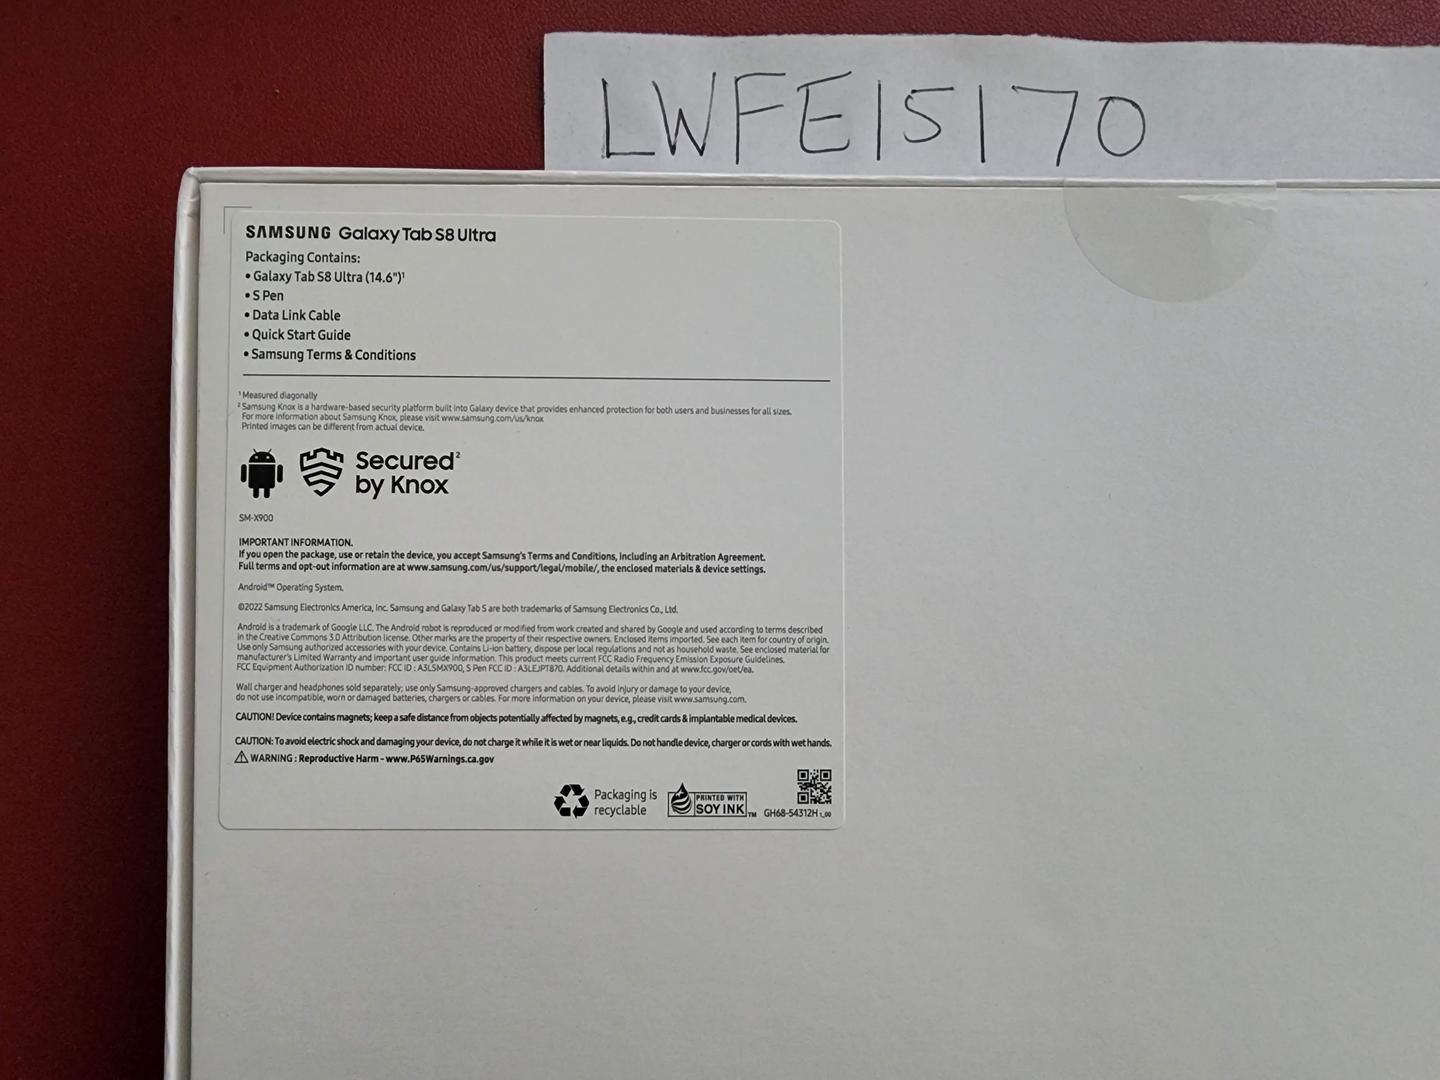 LWFE15170
SAMSUNG Galaxy Tab S8 Ultra
Packaging Contains:
• Galaxy Tab S8 Ultra (14.6")¹
• S Pen
• Data Link Cable
• Quick Start Guide
• Samsung Terms & Conditions
¹ Measured diagonally
² Samsung Knox is a hardware-based security platform built into Galaxy device that provides enhanced protection for both users and businesses for all sizes.
For more information about Samsung Knox, please visit www.samsung.com/us/knox
Printed images can be different from actual device.
Secured²
by Knox
SM-X900
IMPORTANT INFORMATION.
If you open the package, use or retain the device, you accept Samsung's Terms and Conditions, including an Arbitration Agreement.
Full terms and opt-out information are at www.samsung.com/us/support/legal/mobile/, the enclosed materials & device settings.
Android™ Operating System.
©2022 Samsung Electronics America, Inc. Samsung and Galaxy Tab S are both trademarks of Samsung Electronics Co., Ltd.
Android is a trademark of Google LLC. The Android robot is reproduced or modified from work created and shared by Google and used according to terms described
in the Creative Commons 3.0 Attribution license. Other marks are the property of their respective owners. Enclosed items imported. See each item for country of origin.
Use only Samsung authorized accessories with your device. Contains Li-ion battery, dispose per local regulations and not as household waste. See enclosed material for
manufacturer's Limited Warranty and important user guide information. This product meets current FCC Radio Frequency Emission Exposure Guidelines.
FCC Equipment Authorization ID number: FCC ID : A3LSMX900, S Pen FCC ID : A3LEJPT870. Additional details within and at www.fcc.gov/oet/ea.
Wall charger and headphones sold separately; use only Samsung-approved chargers and cables. To avoid injury or damage to your device,
do not use incompatible, worn or damaged batteries, chargers or cables. For more information on your device, please visit www.samsung.com.
CAUTION! Device contains magnets; keep a safe distance from objects potentially affected by magnets, e.g., credit cards & implantable medical devices.
CAUTION: To avoid electric shock and damaging your device, do not charge it while it is wet or near liquids. Do not handle device, charger or cords with wet hands.
⚠ WARNING : Reproductive Harm - www.P65Warnings.ca.gov
Packaging is
recyclable
PRINTED WITH
SOY INK™
GH68-54312H 1_00